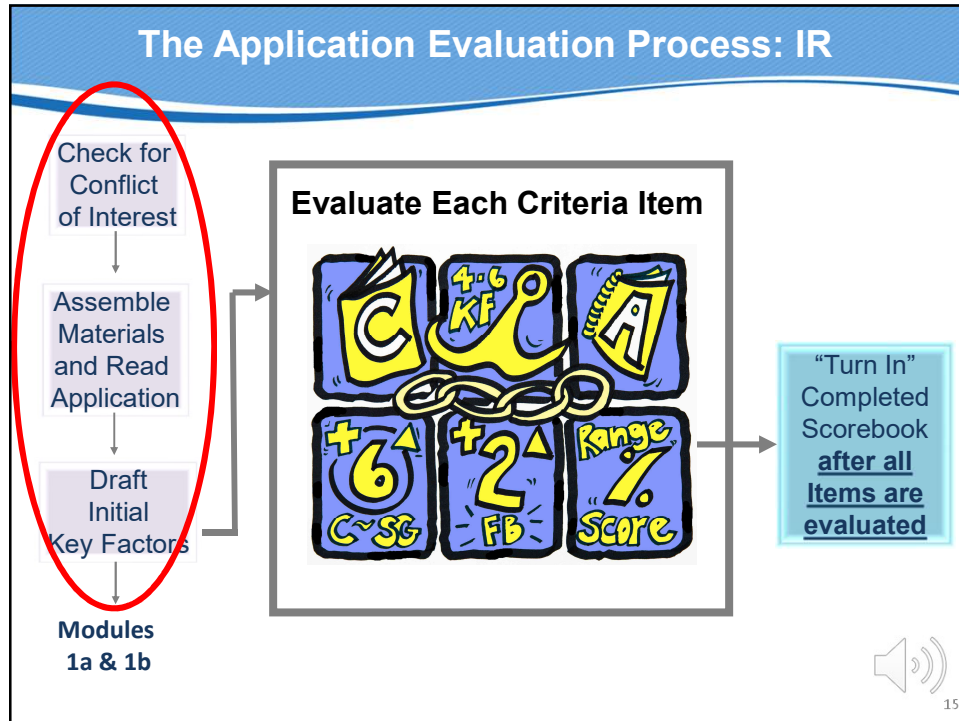 The Application Evaluation Process: IR
Check for
Conflict
of Interest
Assemble
Materials
and Read
Application
Draft
Initial
Key Factors
Modules
1a & 1b
Evaluate Each Criteria Item
C
4-6
KF
A
+6
C~SG
+2
FB
Range
%
Score
“Turn In”
Completed
Scorebook
after all
Items are
evaluated
15